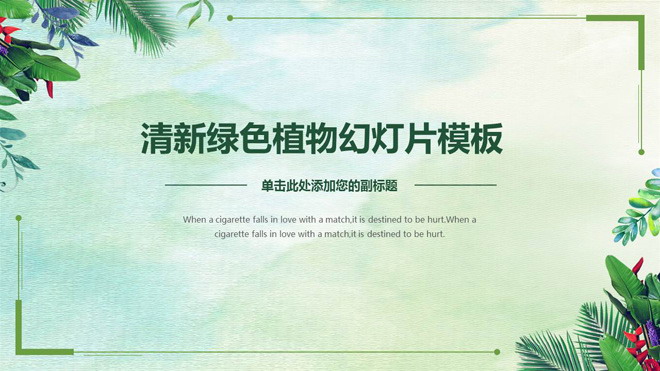 清新绿色植物幻灯片模板
单击此处添加您的副标题
When a cigarette falls in love with a match,it is destined to be hurt.When a
cigarette falls in love with a match,it is destined to be hurt.